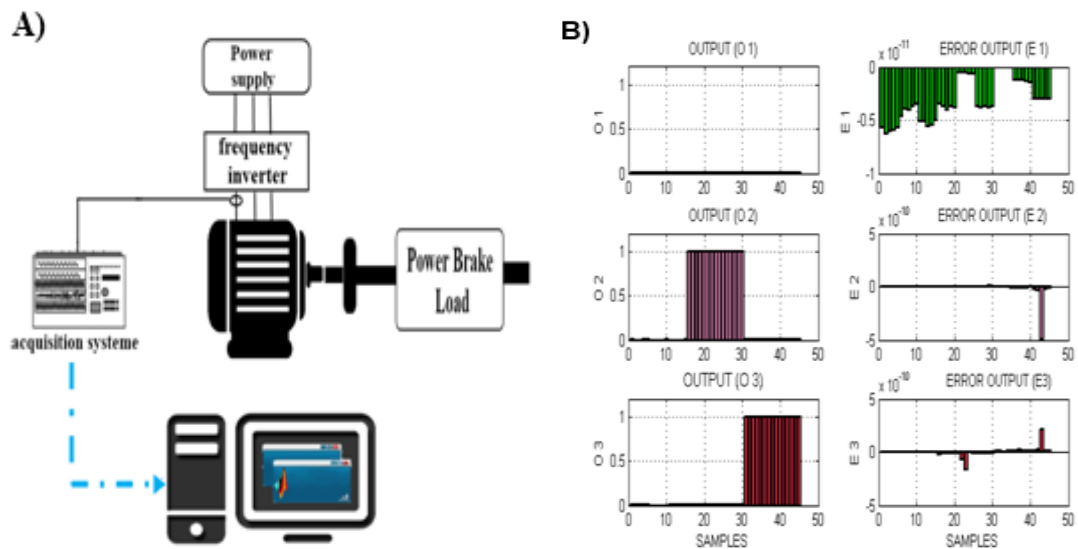 A)
Power
supply
frequency
inverter
Power Brake
Load
acquisition systeme
B)
OUTPUT (O 1)
O 1
1
0.5
0
0 10 20 30 40 50
x 10^-11
ERROR OUTPUT (E 1)
E 1
0
-0.5
-1
0 10 20 30 40 50
OUTPUT (O 2)
O 2
1
0.5
0
0 10 20 30 40 50
x 10^-10
ERROR OUTPUT (E 2)
E 2
5
0
-5
0 10 20 30 40 50
OUTPUT (O 3)
O 3
1
0.5
0
0 10 20 30 40 50
SAMPLES
x 10^-10
ERROR OUTPUT (E3)
E 3
5
0
-5
0 10 20 30 40 50
SAMPLES